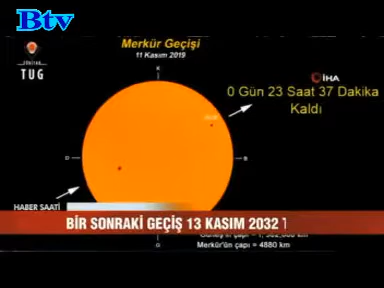 Btv
Merkür Geçişi
11 Kasım 2019
TUG
İHA
0 Gün 23 Saat 37 Dakika
Kaldı
K
D
B
HABER SAATİ
BİR SONRAKİ GEÇİŞ 13 KASIM 2032
Merkür'ün çapı = 4880 km